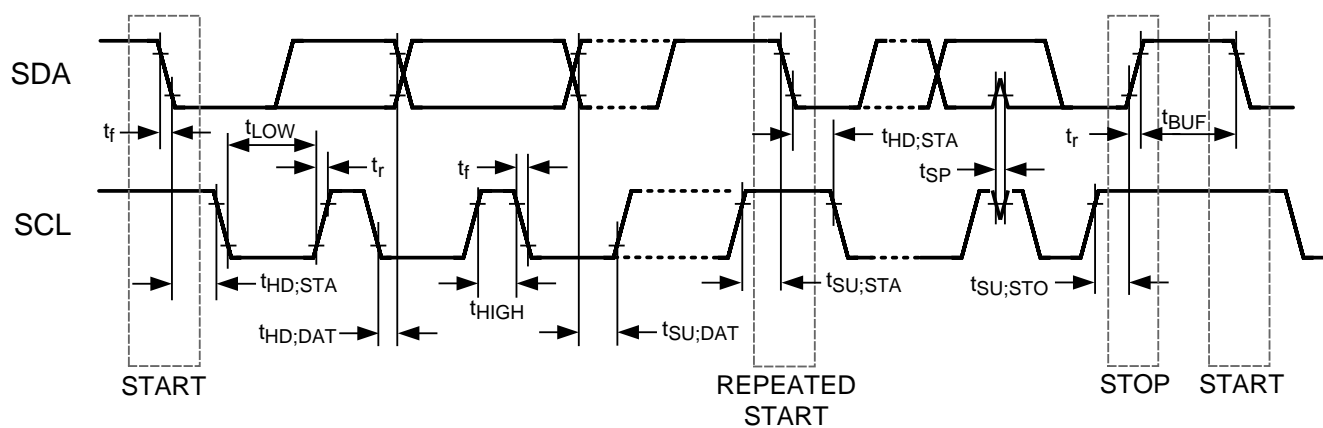 SDA
tf
tLOW
tr
tf
tHD;STA
tSP
tr
tBUF
SCL
tHD;STA
tHD;DAT
tHIGH
tSU;DAT
tSU;STA
tSU;STO
START
REPEATED
START
STOP
START